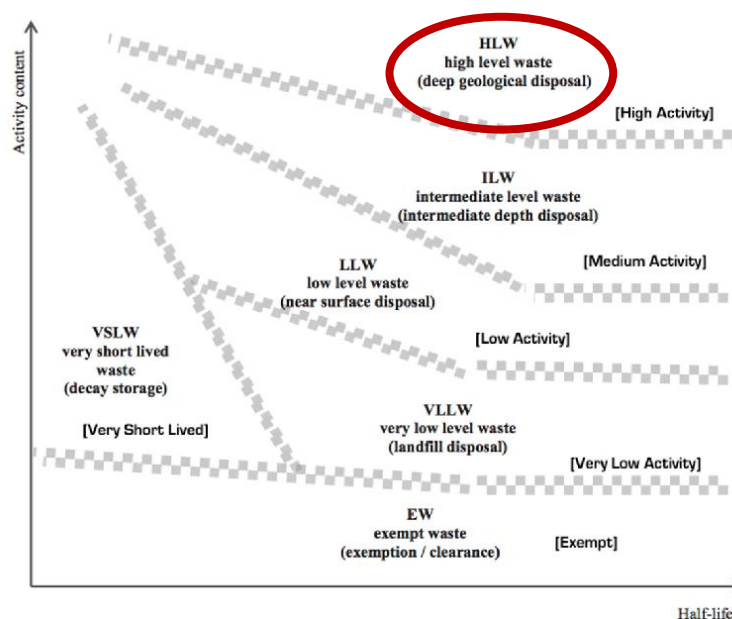 Activity content
HLW
high level waste
(deep geological disposal)
[High Activity]
ILW
intermediate level waste
(intermediate depth disposal)
[Medium Activity]
LLW
low level waste
(near surface disposal)
VSLW
very short lived
waste
(decay storage)
[Low Activity]
[Very Short Lived]
VLLW
very low level waste
(landfill disposal)
[Very Low Activity]
EW
exempt waste
(exemption / clearance)
[Exempt]
Half-life